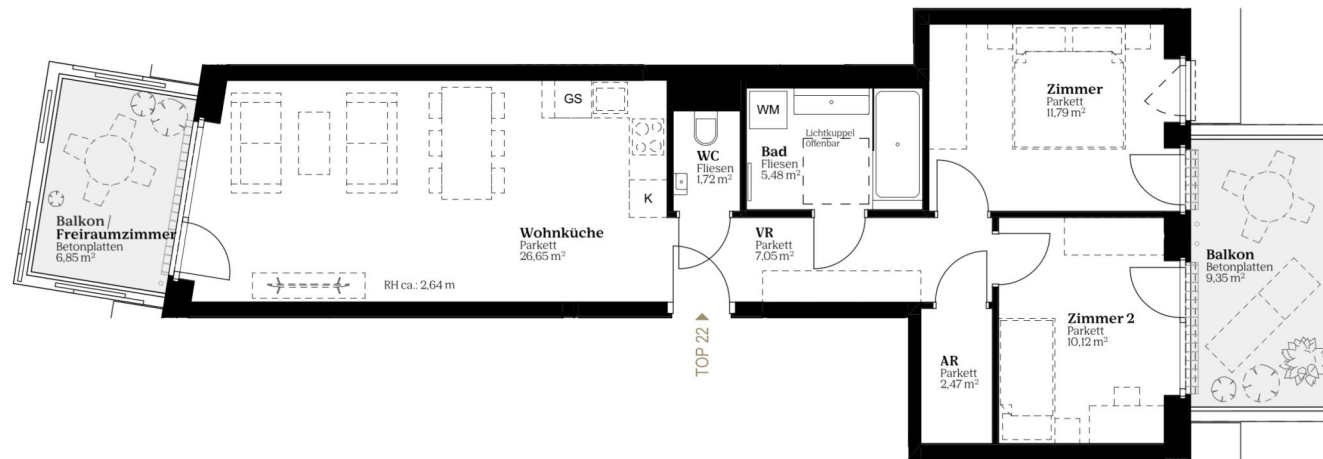 Balkon /
Freiraumzimmer
Betonplatten
6,85 m²
Wohnküche
Parkett
26,65 m²
RH ca.: 2,64 m
GS
K
WC
Fliesen
1,72 m²
WM
Lichtkuppel
öffenbar
Bad
Fliesen
5,48 m²
VR
Parkett
7,05 m²
TOP 22
Zimmer
Parkett
11,79 m²
Zimmer 2
Parkett
10,12 m²
AR
Parkett
2,47 m²
Balkon
Betonplatten
9,35 m²